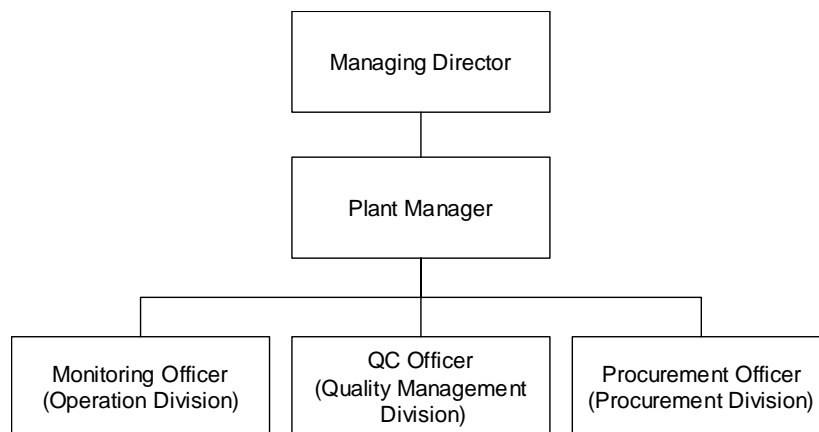 Managing Director
Plant Manager
Monitoring Officer
(Operation Division)
QC Officer
(Quality Management
Division)
Procurement Officer
(Procurement Division)